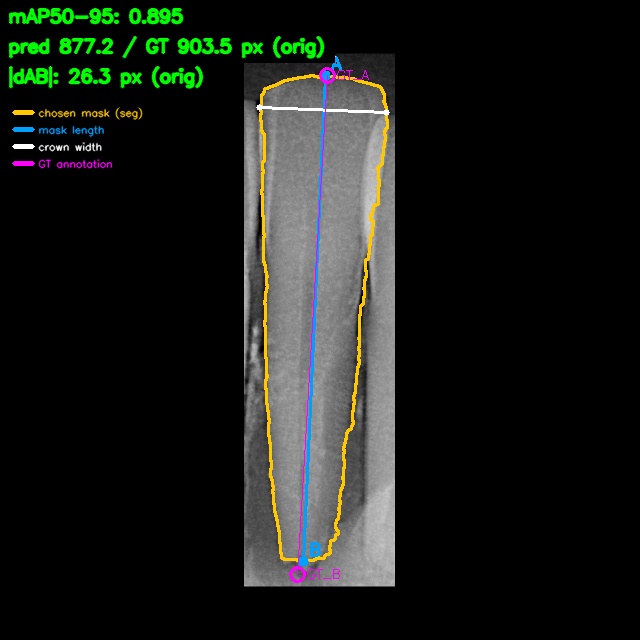 mAP50-95: 0.895
pred 877.2 / GT 903.5 px (orig)
|dAB|: 26.3 px (orig)
chosen mask (seg)
mask length
crown width
GT annotation
A
GT_A
B
GT_B